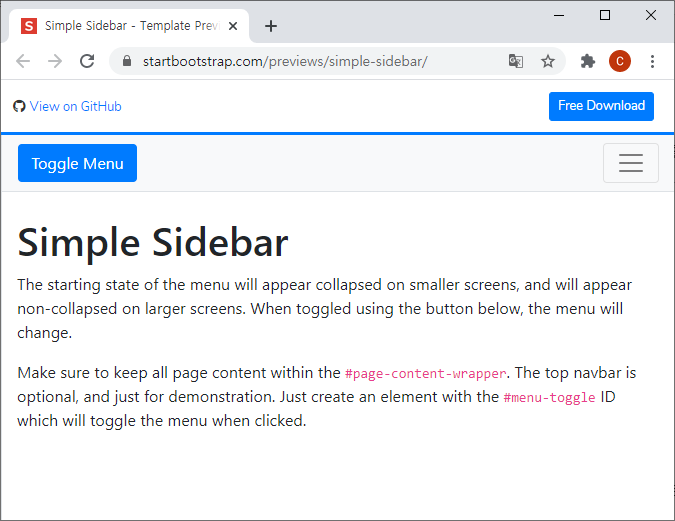 S Simple Sidebar - Template Previ
startbootstrap.com/previews/simple-sidebar/
C
View on GitHub
Free Download
Toggle Menu
Simple Sidebar
The starting state of the menu will appear collapsed on smaller screens, and will appear
non-collapsed on larger screens. When toggled using the button below, the menu will
change.
Make sure to keep all page content within the #page-content-wrapper. The top navbar is
optional, and just for demonstration. Just create an element with the #menu-toggle ID
which will toggle the menu when clicked.